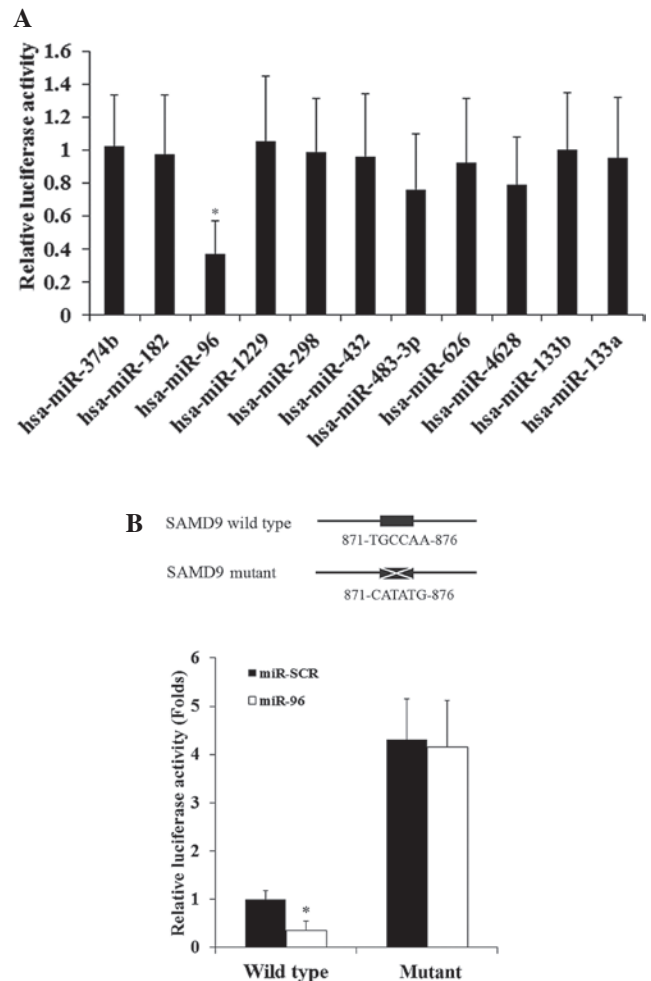 A
Relative luciferase activity
1.6
1.4
1.2
1
0.8
0.6
0.4
0.2
0
*
hsa-miR-374b
hsa-miR-182
hsa-miR-96
hsa-miR-1229
hsa-miR-298
hsa-miR-432
hsa-miR-483-3p
hsa-miR-626
hsa-miR-4628
hsa-miR-133b
hsa-miR-133a
B
SAMD9 wild type
871-TGCCAA-876
SAMD9 mutant
871-CATATG-876
Relative luciferase activity (Folds)
6
5
4
3
2
1
0
miR-SCR
miR-96
*
Wild type
Mutant